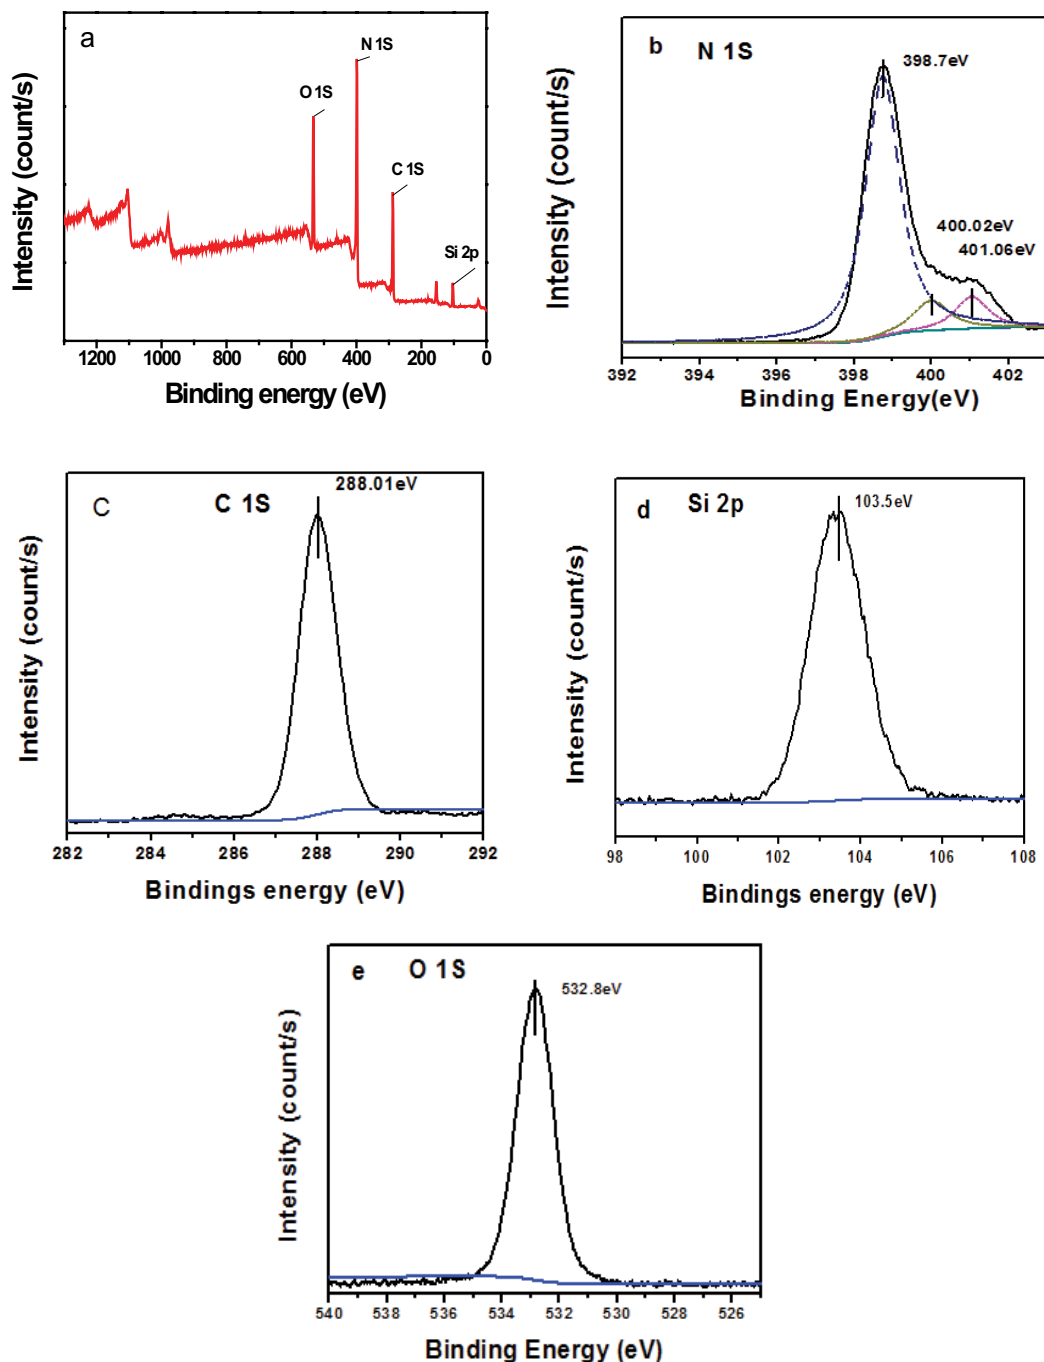 a
N 1S
O 1S
C 1S
Si 2p
Intensity (count/s)
1200 1000 800 600 400 200 0
Binding energy (eV)
b N 1S
398.7eV
400.02eV
401.06eV
Intensity (count/s)
392 394 396 398 400 402
Binding Energy(eV)
C C 1S
288.01eV
Intensity (count/s)
282 284 286 288 290 292
Bindings energy (eV)
d Si 2p
103.5eV
Intensity (count/s)
98 100 102 104 106 108
Bindings energy (eV)
e O 1S
532.8eV
Intensity (count/s)
540 538 536 534 532 530 528 526
Binding Energy (eV)